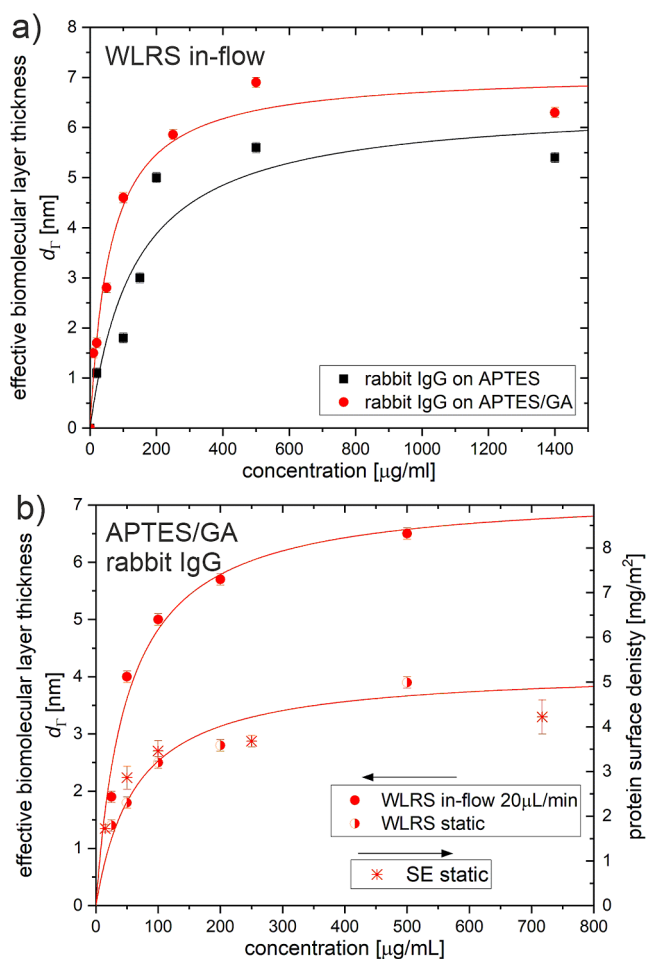 a)
WLRS in-flow
effective biomolecular layer thickness
dΓ [nm]
8
7
6
5
4
3
2
1
0
rabbit IgG on APTES
rabbit IgG on APTES/GA
0 200 400 600 800 1000 1200 1400
concentration [µg/ml]
b)
APTES/GA
rabbit IgG
effective biomolecular layer thickness
dΓ [nm]
7
6
5
4
3
2
1
0
protein surface denisty [mg/m²]
8
7
6
5
4
3
2
1
0
WLRS in-flow 20µL/min
WLRS static
SE static
0 100 200 300 400 500 600 700 800
concentration [µg/mL]